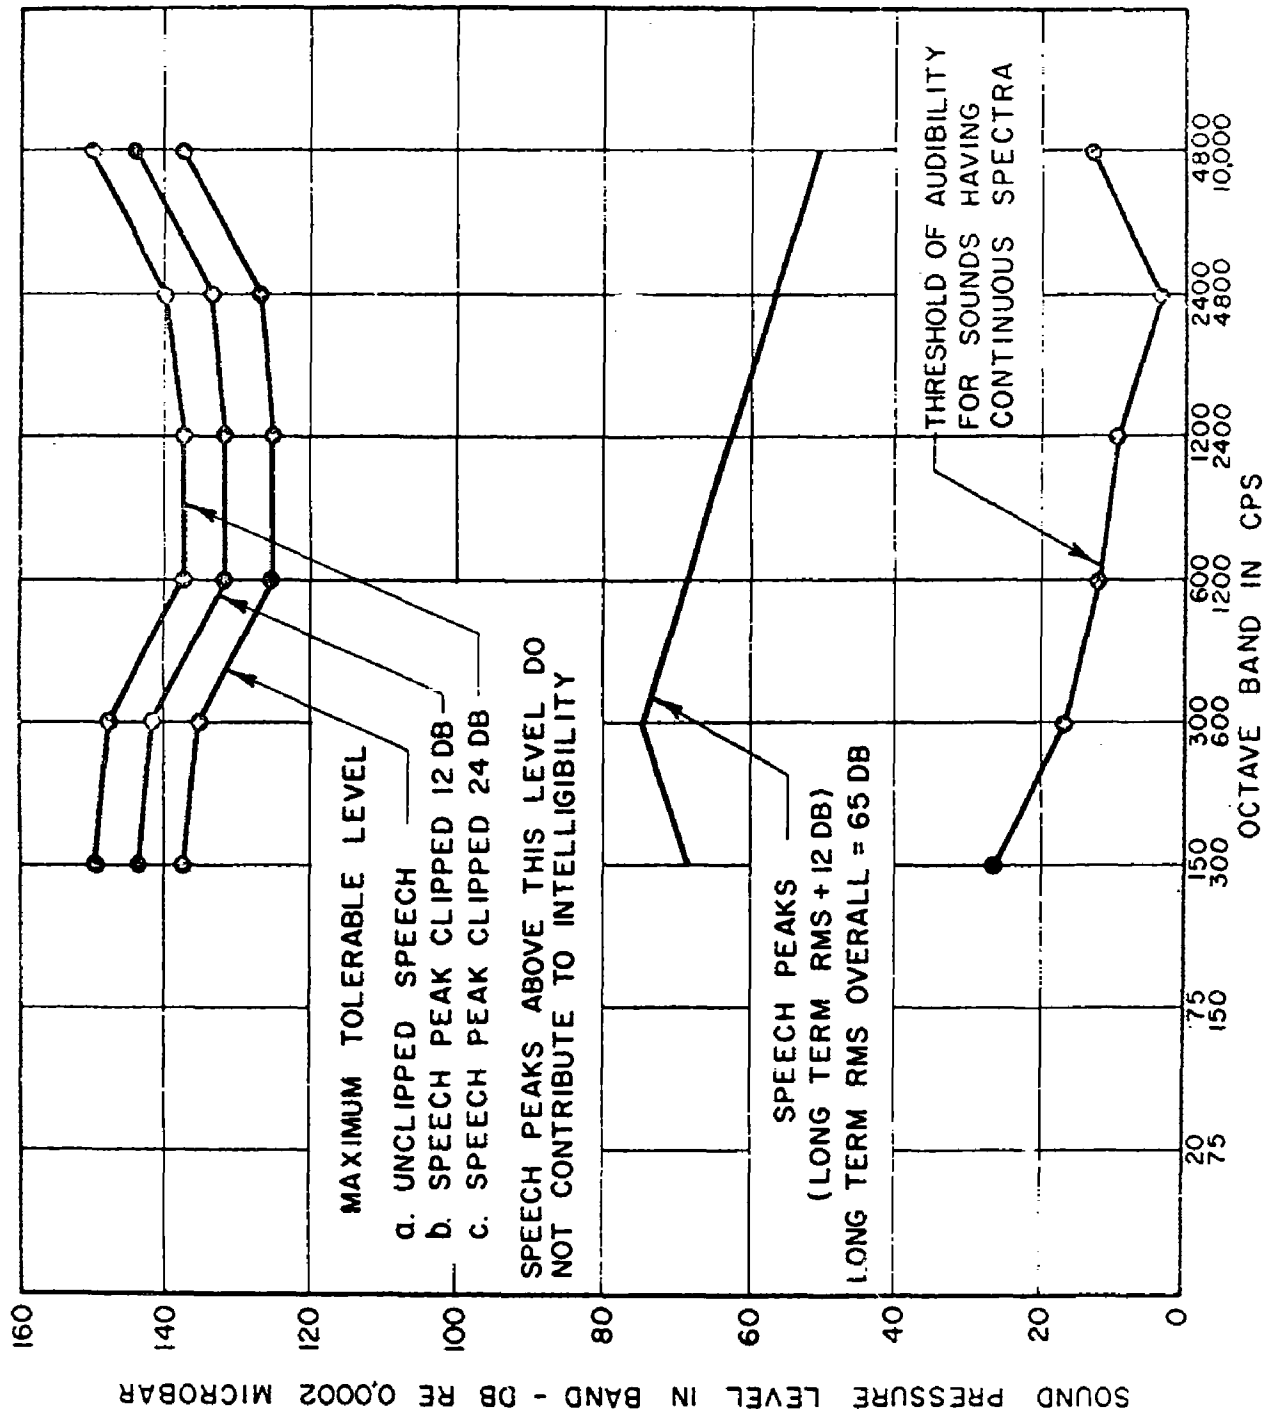 SOUND PRESSURE LEVEL IN BAND - DB RE 0.0002 MICROBAR
160
140
120
100
80
60
40
20
0
MAXIMUM TOLERABLE LEVEL
a. UNCLIPPED SPEECH
b. SPEECH PEAK CLIPPED 12 DB
c. SPEECH PEAK CLIPPED 24 DB
SPEECH PEAKS ABOVE THIS LEVEL DO
NOT CONTRIBUTE TO INTELLIGIBILITY
SPEECH PEAKS
(LONG TERM RMS + 12 DB)
LONG TERM RMS OVERALL = 65 DB
THRESHOLD OF AUDIBILITY
FOR SOUNDS HAVING
CONTINUOUS SPECTRA
20 75 150 300 600 1200 2400 4800
75 150 300 600 1200 2400 4800 10,000
OCTAVE BAND IN CPS